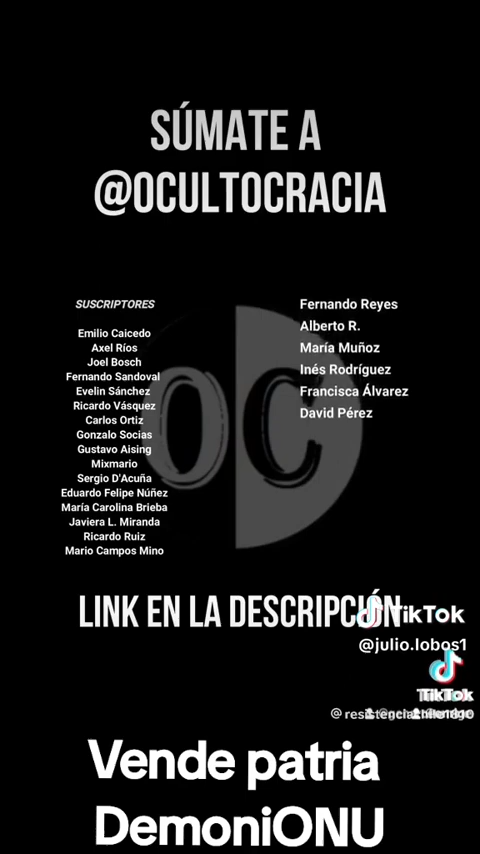 SÚMATE A
@OCULTOCRACIA
SUSCRIPTORES
Emilio Caicedo
Axel Ríos
Joel Bosch
Fernando Sandoval
Evelin Sánchez
Ricardo Vásquez
Carlos Ortiz
Gonzalo Socias
Gustavo Aising
Mixmario
Sergio D'Acuña
Eduardo Felipe Núñez
María Carolina Brieba
Javiera L. Miranda
Ricardo Ruiz
Mario Campos Mino
Fernando Reyes
Alberto R.
María Muñoz
Inés Rodríguez
Francisca Álvarez
David Pérez
OC
LINK EN LA DESCRIPCIÓN
TikTok
@julio.lobos1
TikTok
Vende patria
DemoniONU